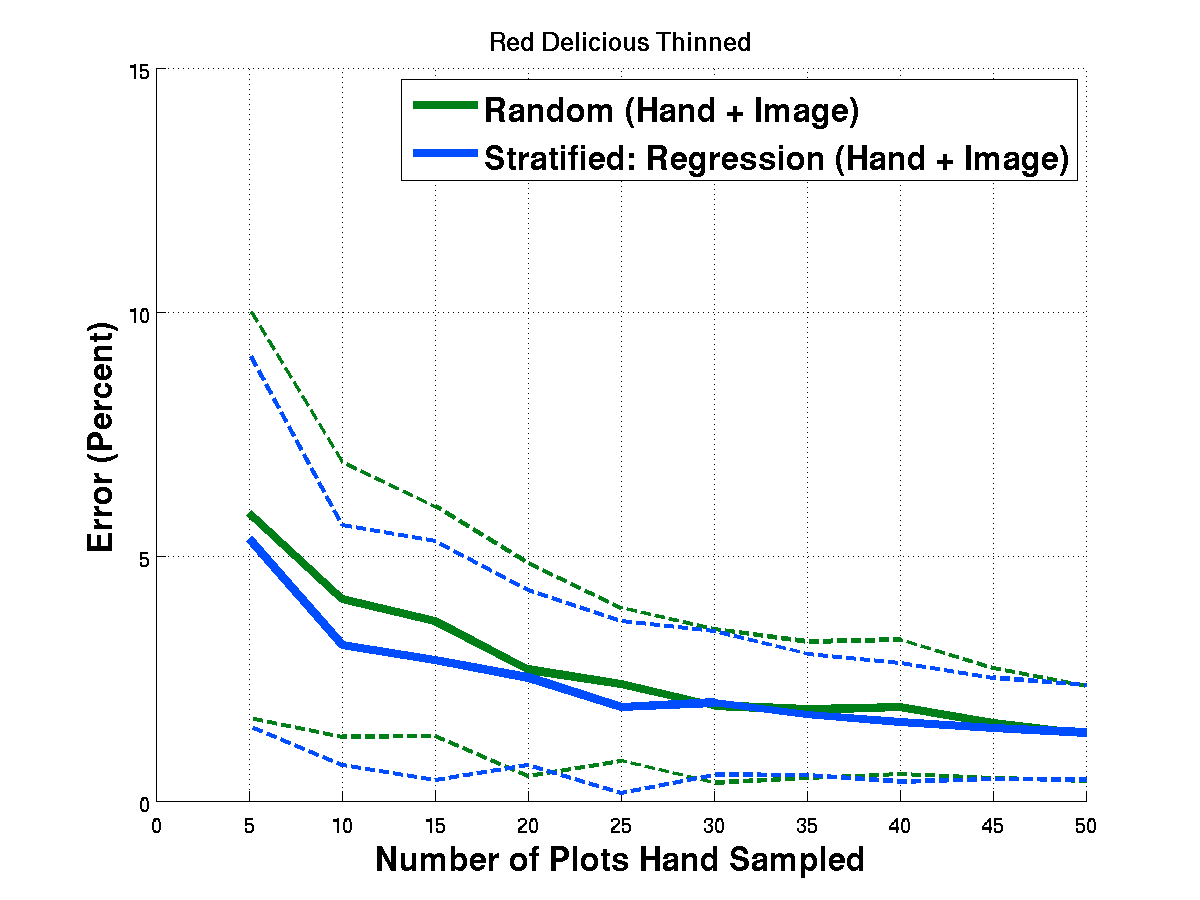 Red Delicious Thinned
15
Random (Hand + Image)
Stratified: Regression (Hand + Image)
10
Error (Percent)
5
0
0 5 10 15 20 25 30 35 40 45 50
Number of Plots Hand Sampled